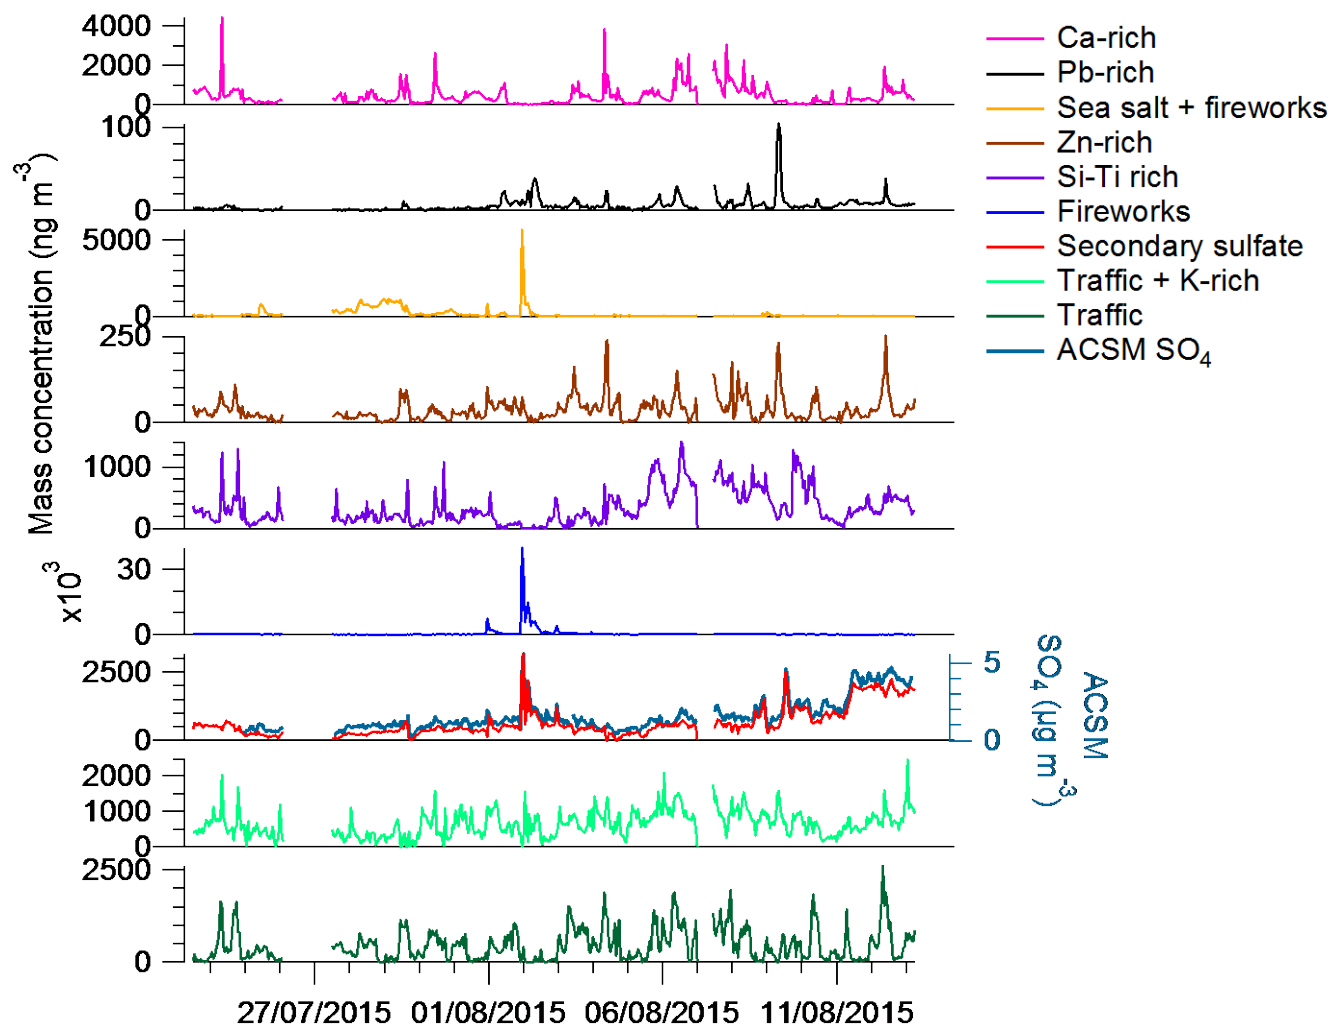 4000
2000
0
100
0
5000
0
250
0
1000
0
30
0
2500
0
2000
1000
0
2500
0
Mass concentration (ng m⁻³)
x10³
5
0
ACSM
SO₄ (µg m⁻³)
27/07/2015 01/08/2015 06/08/2015 11/08/2015
Ca-rich
Pb-rich
Sea salt + fireworks
Zn-rich
Si-Ti rich
Fireworks
Secondary sulfate
Traffic + K-rich
Traffic
ACSM SO₄